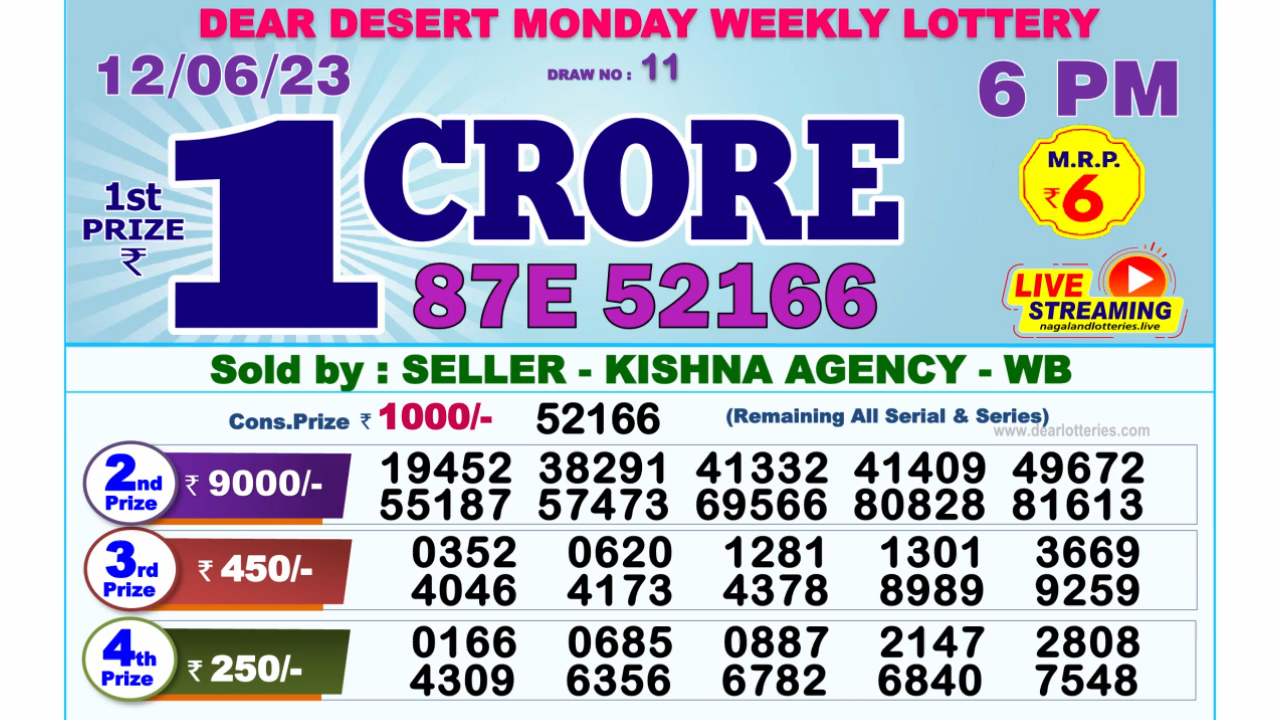 DEAR DESERT MONDAY WEEKLY LOTTERY
12/06/23
DRAW NO : 11
6 PM
1st
PRIZE
₹
1 CRORE
87E 52166
M.R.P.
₹6
LIVE
STREAMING
nagalandlotteries.live
Sold by : SELLER - KISHNA AGENCY - WB
Cons.Prize ₹ 1000/- 52166 (Remaining All Serial & Series)
www.dearlotteries.com
2nd
Prize
₹ 9000/-
19452 38291 41332 41409 49672
55187 57473 69566 80828 81613
3rd
Prize
₹ 450/-
0352 0620 1281 1301 3669
4046 4173 4378 8989 9259
4th
Prize
₹ 250/-
0166 0685 0887 2147 2808
4309 6356 6782 6840 7548